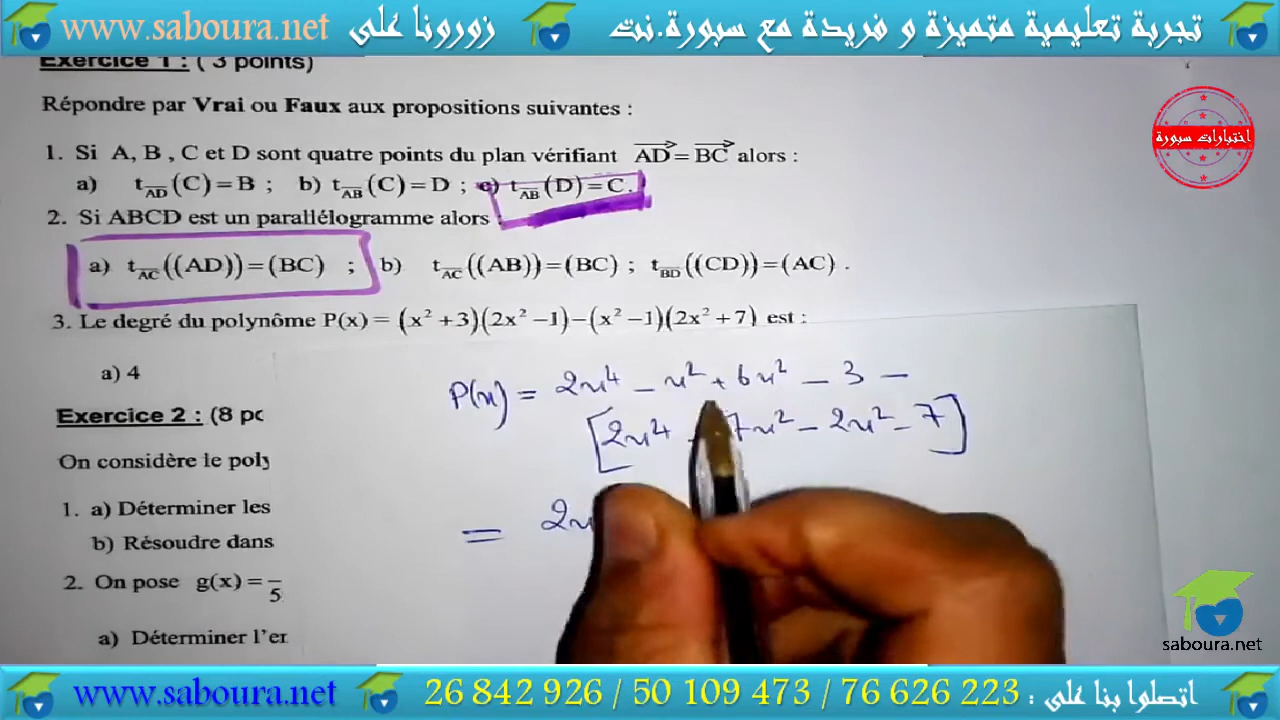 www.saboura.net زورونا على تجربة تعليمية متميزة و فريدة مع سبورة.نت
Exercice 1 : ( 3 points)
اختبارات سبورة
Répondre par Vrai ou Faux aux propositions suivantes :
1. Si A, B , C et D sont quatre points du plan vérifiant AD = BC alors :
a) t_AD (C) = B ; b) t_AB (C) = D ; c) t_AB (D) = C.
2. Si ABCD est un parallélogramme alors :
a) t_AC ((AD)) = (BC) ; b) t_AC ((AB)) = (BC) ; t_BD ((CD)) = (AC) .
3. Le degré du polynôme P(x) = (x² + 3)(2x² −1) − (x² −1)(2x² + 7) est :
a) 4
P(x) = 2x⁴ − x² + 6x² − 3 −
[2x⁴ 7x² − 2x² − 7]
= 2x
Exercice 2 : (8 pc
On considère le poly
1. a) Déterminer les
b) Résoudre dans
2. On pose g(x) = 5
a) Déterminer l'er
saboura.net
www.saboura.net 26 842 926 / 50 109 473 / 76 626 223 : اتصلوا بنا على